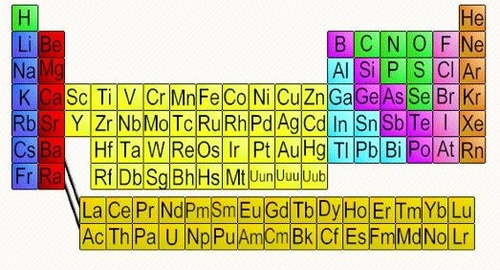 H He
Li Be B C N O F Ne
Na Mg Al Si P S Cl Ar
K Ca Sc Ti V Cr Mn Fe Co Ni Cu Zn Ga Ge As Se Br Kr
Rb Sr Y Zr Nb Mo Tc Ru Rh Pd Ag Cd In Sn Sb Te I Xe
Cs Ba Hf Ta W Re Os Ir Pt Au Hg Tl Pb Bi Po At Rn
Fr Ra Rf Db Sg Bh Hs Mt Uun Uuu Uub
La Ce Pr Nd Pm Sm Eu Gd Tb Dy Ho Er Tm Yb Lu
Ac Th Pa U Np Pu Am Cm Bk Cf Es Fm Md No Lr